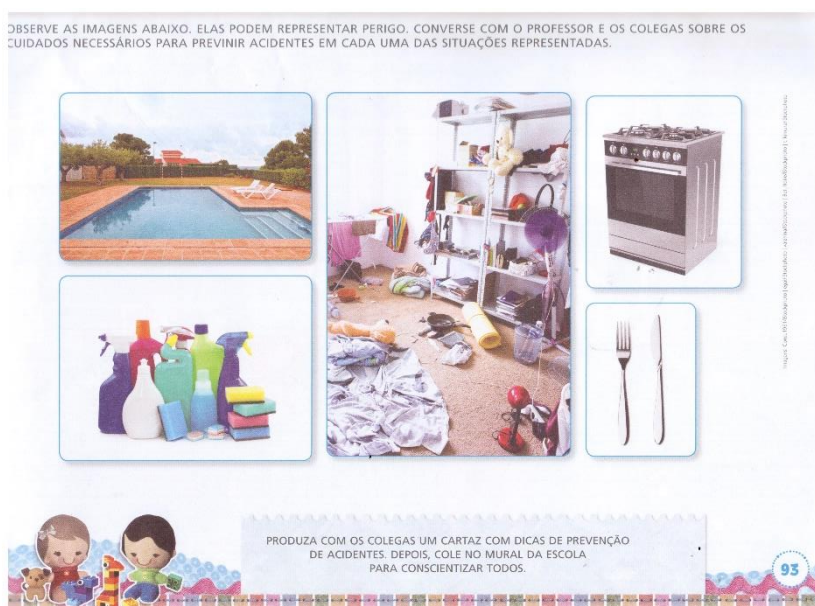 OBSERVE AS IMAGENS ABAIXO. ELAS PODEM REPRESENTAR PERIGO. CONVERSE COM O PROFESSOR E OS COLEGAS SOBRE OS
CUIDADOS NECESSÁRIOS PARA PREVINIR ACIDENTES EM CADA UMA DAS SITUAÇÕES REPRESENTADAS.
PRODUZA COM OS COLEGAS UM CARTAZ COM DICAS DE PREVENÇÃO
DE ACIDENTES. DEPOIS, COLE NO MURAL DA ESCOLA
PARA CONSCIENTIZAR TODOS.
93